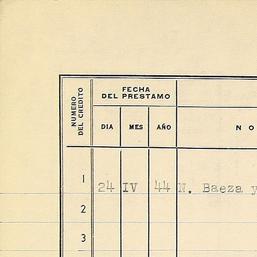 FECHA
DEL PRESTAMO
NUMERO
DEL CREDITO
DIA MES AÑO N O
1 24 IV 44 N. Baeza y
2
3